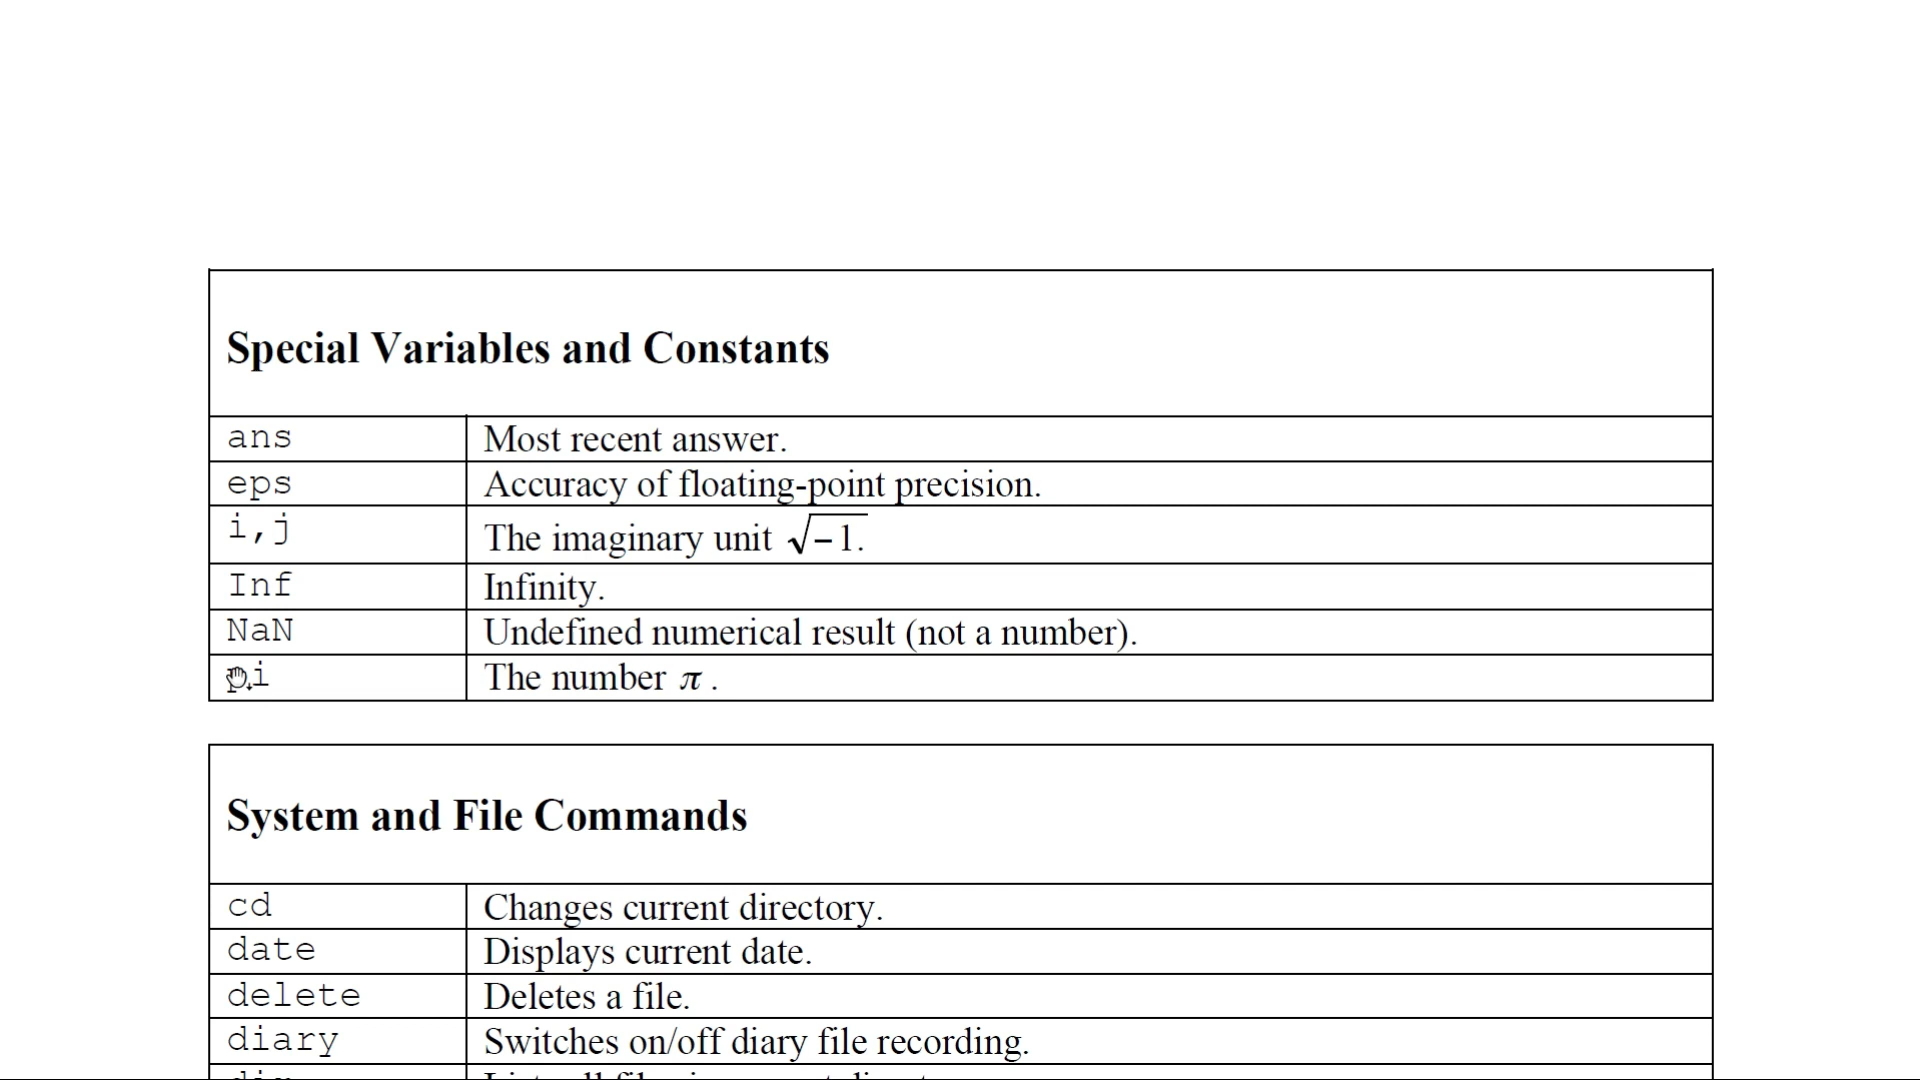 Special Variables and Constants
ans Most recent answer.
eps Accuracy of floating-point precision.
i,j The imaginary unit √−1.
Inf Infinity.
NaN Undefined numerical result (not a number).
pi The number π .
System and File Commands
cd Changes current directory.
date Displays current date.
delete Deletes a file.
diary Switches on/off diary file recording.